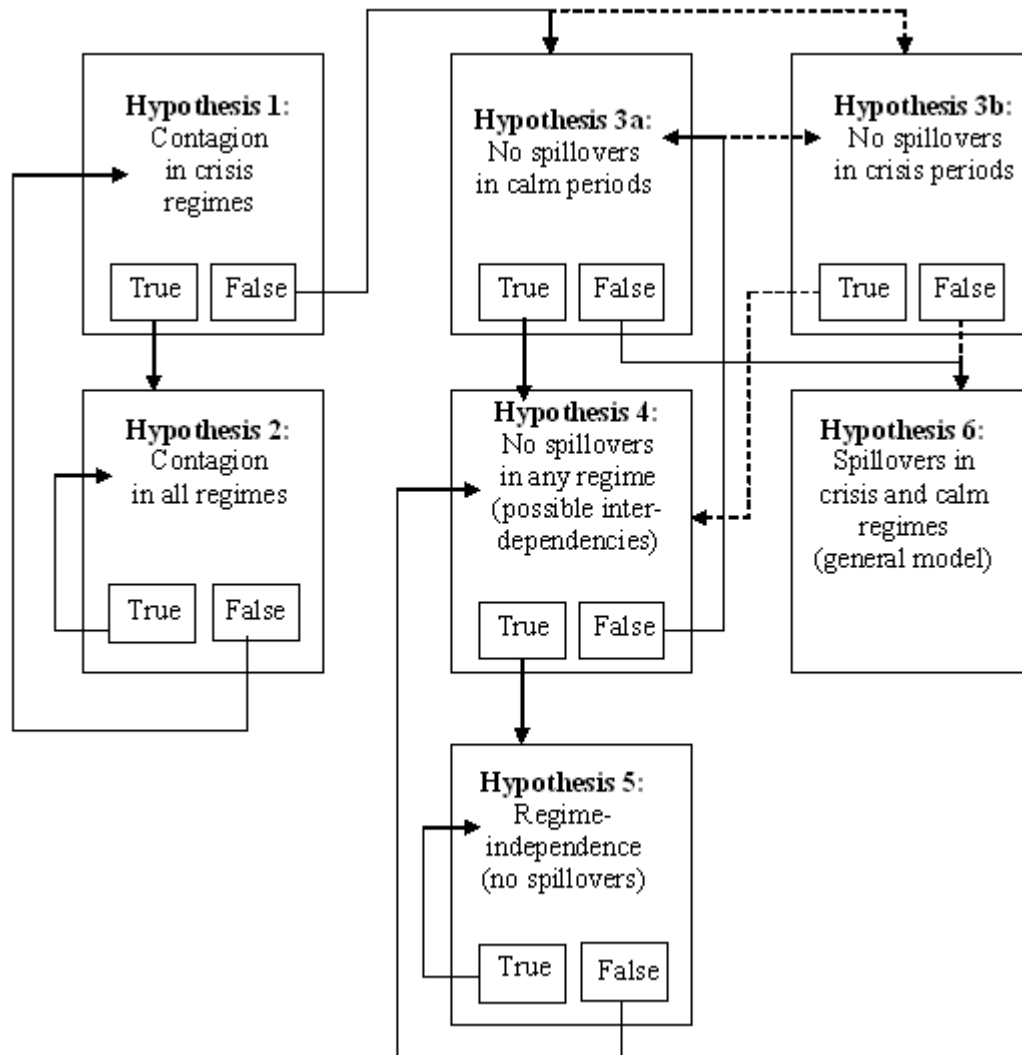 Hypothesis 1:
Contagion
in crisis
regimes
True
False
Hypothesis 3a:
No spillovers
in calm periods
True
False
Hypothesis 3b:
No spillovers
in crisis periods
True
False
Hypothesis 2:
Contagion
in all regimes
True
False
Hypothesis 4:
No spillovers
in any regime
(possible inter-
dependencies)
True
False
Hypothesis 6:
Spillovers in
crisis and calm
regimes
(general model)
Hypothesis 5:
Regime-
independence
(no spillovers)
True
False